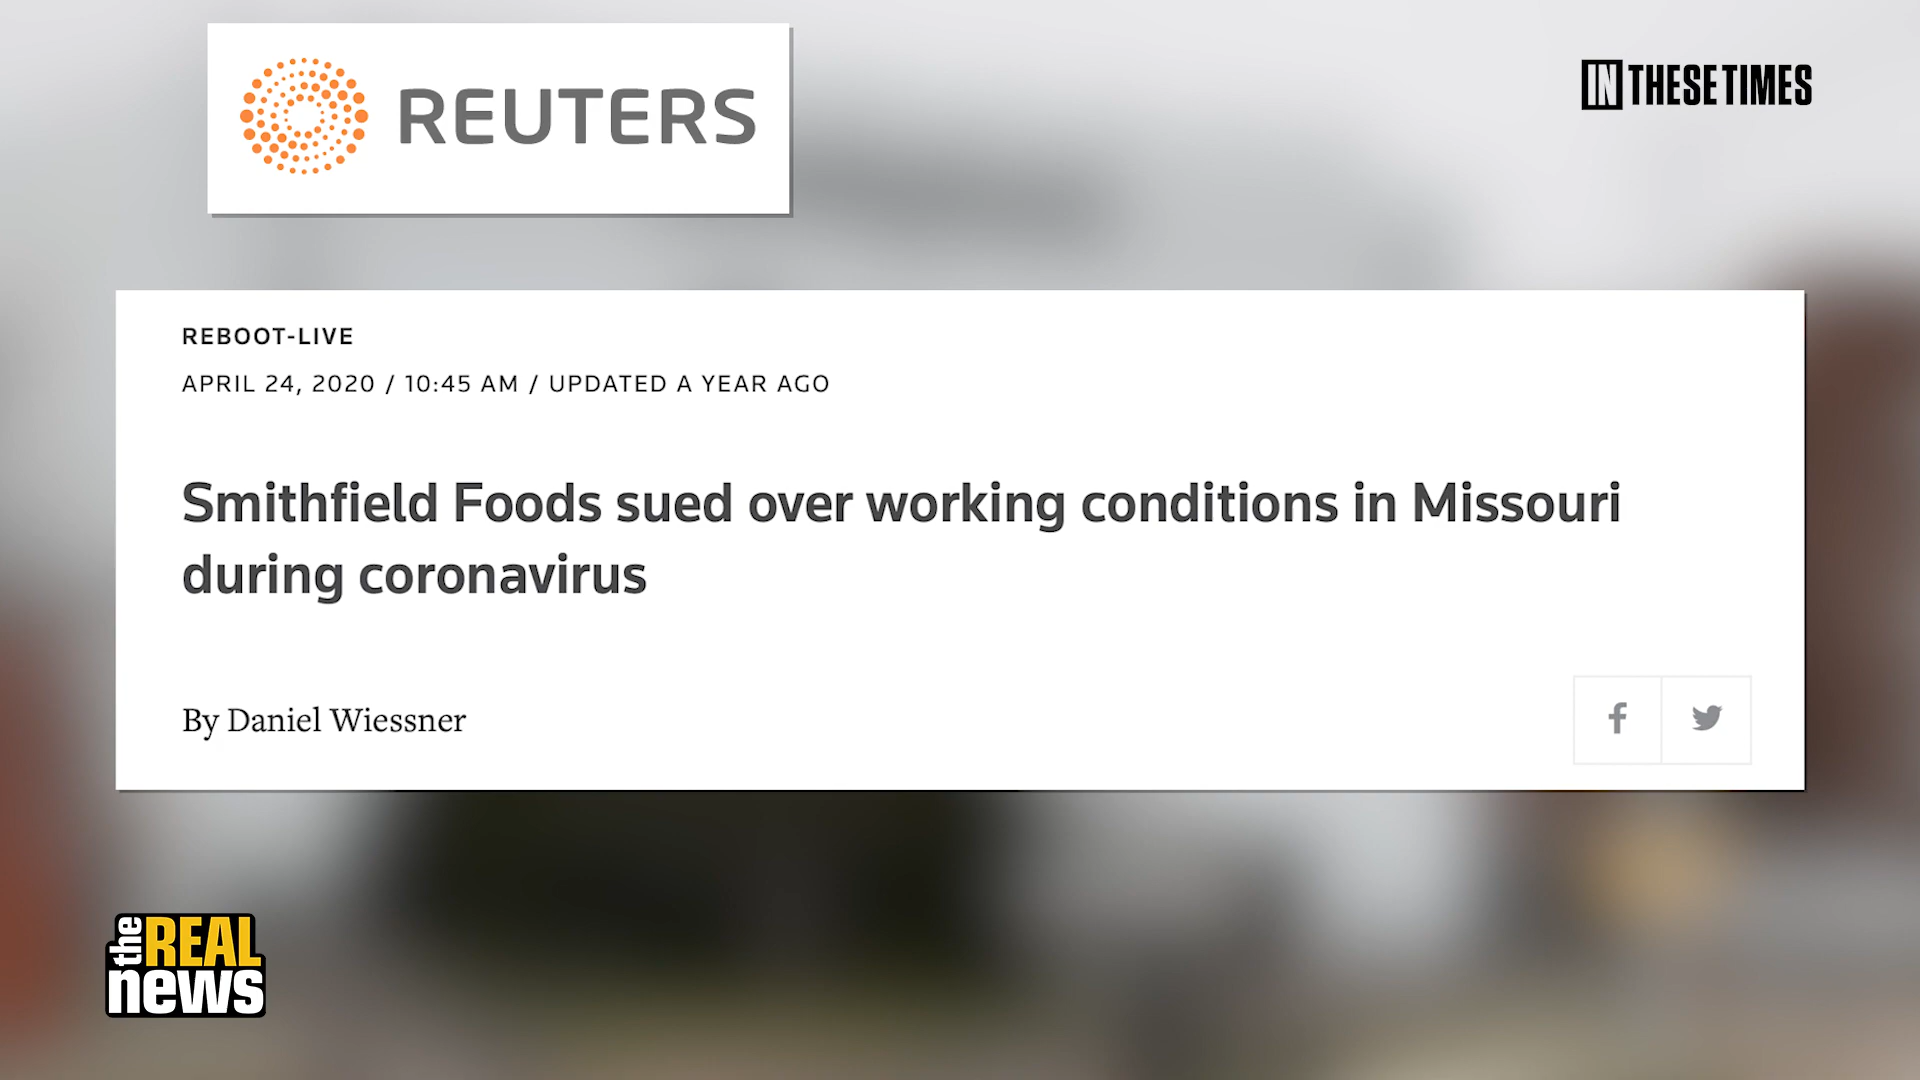 REUTERS
IN THESE TIMES
REBOOT-LIVE
APRIL 24, 2020 / 10:45 AM / UPDATED A YEAR AGO
Smithfield Foods sued over working conditions in Missouri
during coronavirus
By Daniel Wiessner
the REAL
news